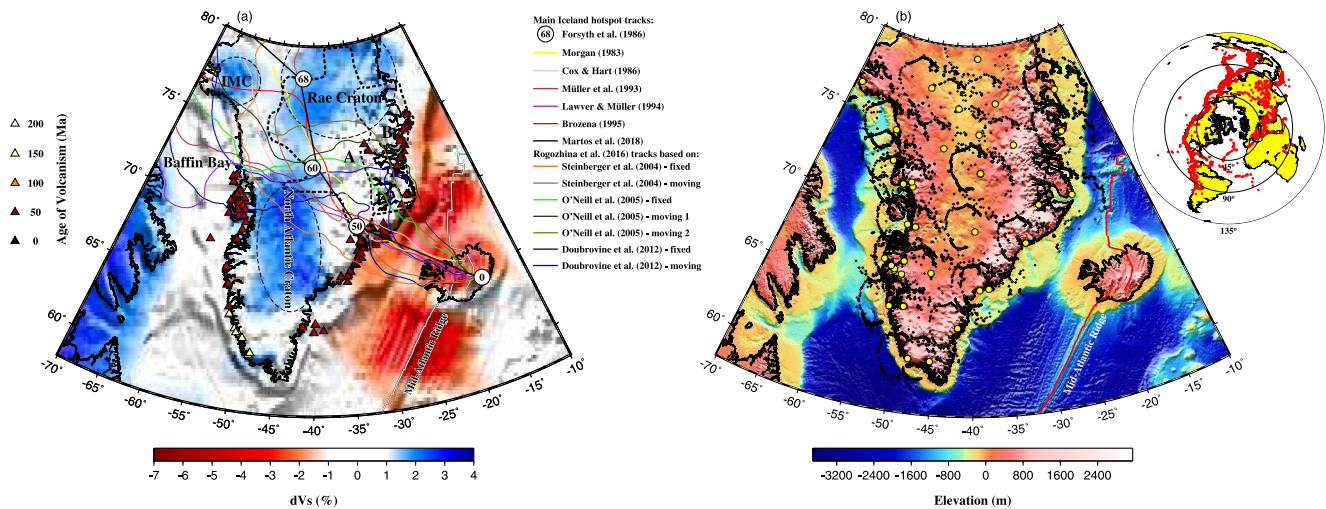 (a)
80°
75°
70°
65°
60°
-70°
-65°
-60°
-55°
-50°
-45°
-40°
-35°
-30°
-25°
-20°
-15°
-10°
IMC
Rae Craton
Baffin Bay
North Atlantic Craton
A
B
68
60
50
0
Mid-Atlantic Ridge
Age of Volcanism (Ma)
200
150
100
50
0
-7 -6 -5 -4 -3 -2 -1 0 1 2 3 4
dVs (%)
Main Iceland hotspot tracks:
68 Forsyth et al. (1986)
Morgan (1983)
Cox & Hart (1986)
Müller et al. (1993)
Lawver & Müller (1994)
Brozena (1995)
Martos et al. (2018)
Rogozhina et al. (2016) tracks based on:
Steinberger et al. (2004) - fixed
Steinberger et al. (2004) - moving
O'Neill et al. (2005) - fixed
O'Neill et al. (2005) - moving 1
O'Neill et al. (2005) - moving 2
Doubrovine et al. (2012) - fixed
Doubrovine et al. (2012) - moving
(b)
80°
75°
70°
65°
60°
-70°
-65°
-60°
-55°
-50°
-45°
-40°
-35°
-30°
-25°
-20°
-15°
-10°
Mid-Atlantic Ridge
-3200 -1600 -800 0 800 1600 2400
Elevation (m)
45°
90°
135°